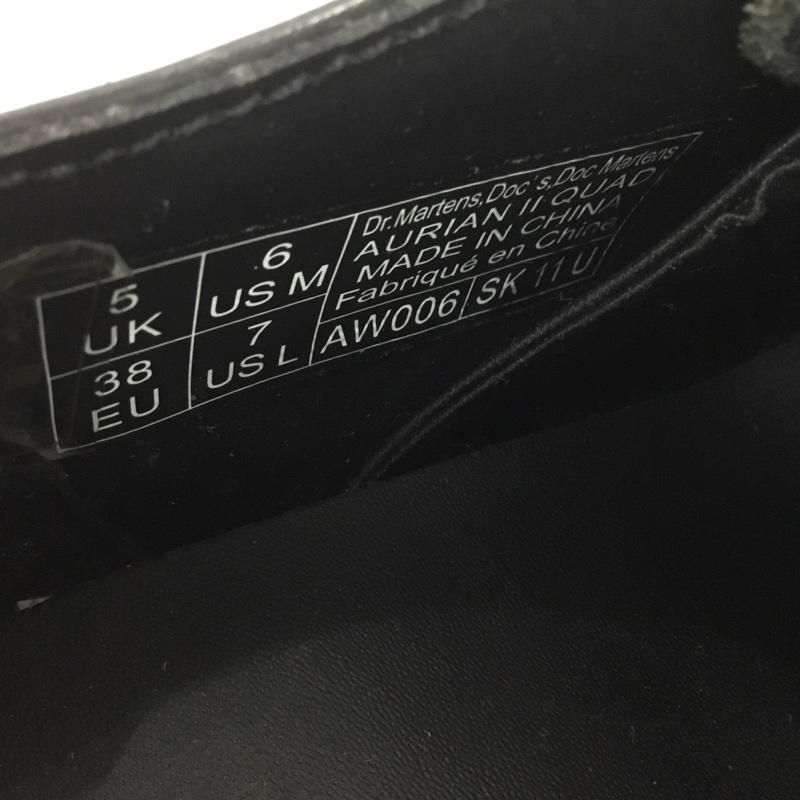 5
UK
6
US M
38
EU
7
US L
Dr.Martens,Doc's,Doc Martens
AURIAN II QUAD
MADE IN CHINA
Fabriqué en Chine
AW006 SK 11 U